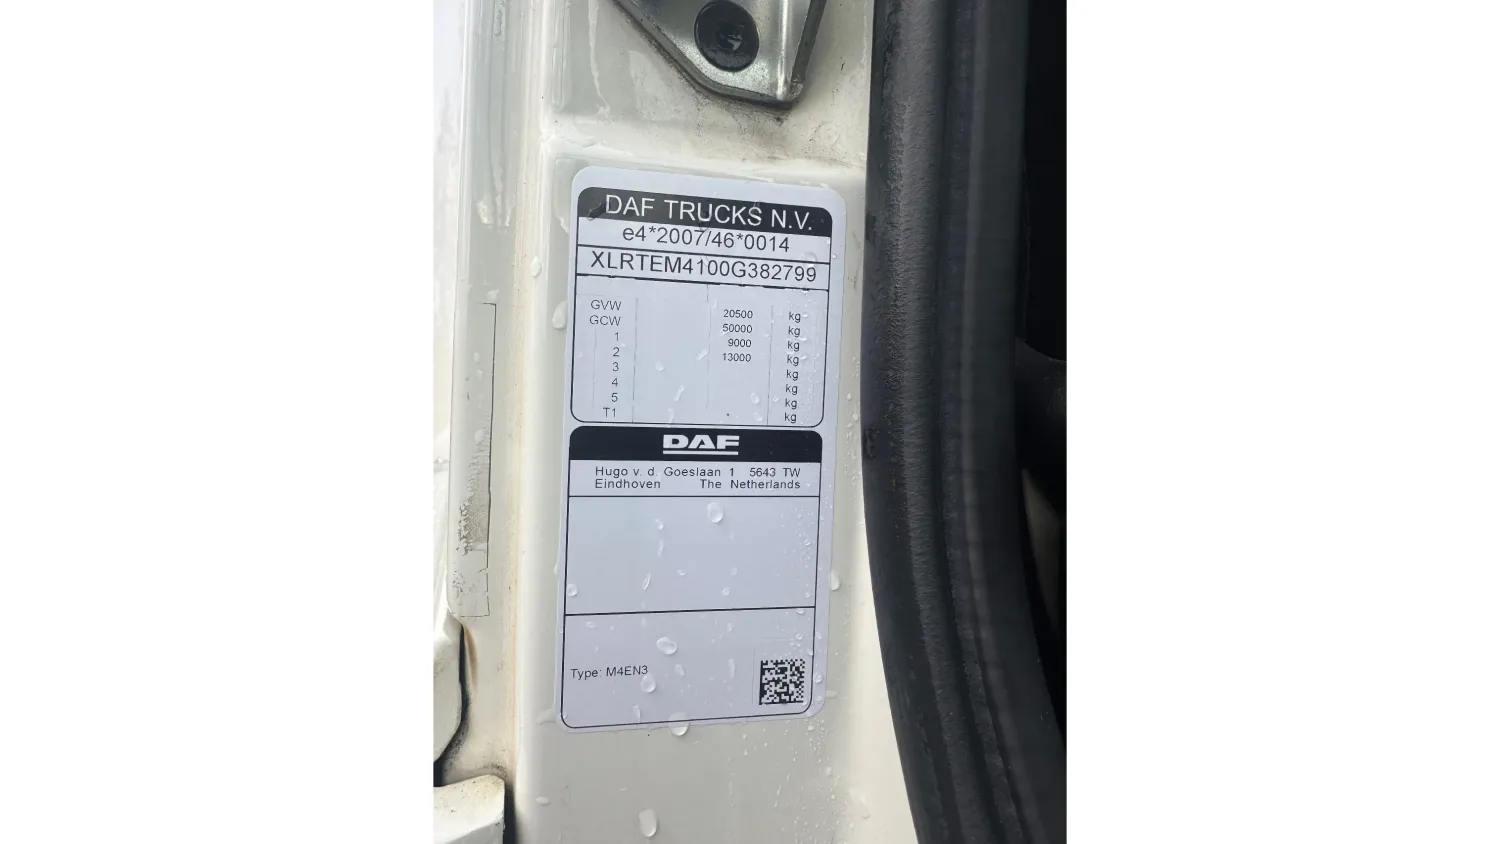 DAF TRUCKS N.V.
e4*2007/46*0014
XLRTEM4100G382799
GVW 20500 kg
GCW 50000 kg
1 9000 kg
2 13000 kg
3 kg
4 kg
5 kg
T1 kg
DAF
Hugo v. d. Goeslaan 1 5643 TW
Eindhoven The Netherlands
Type: M4EN3